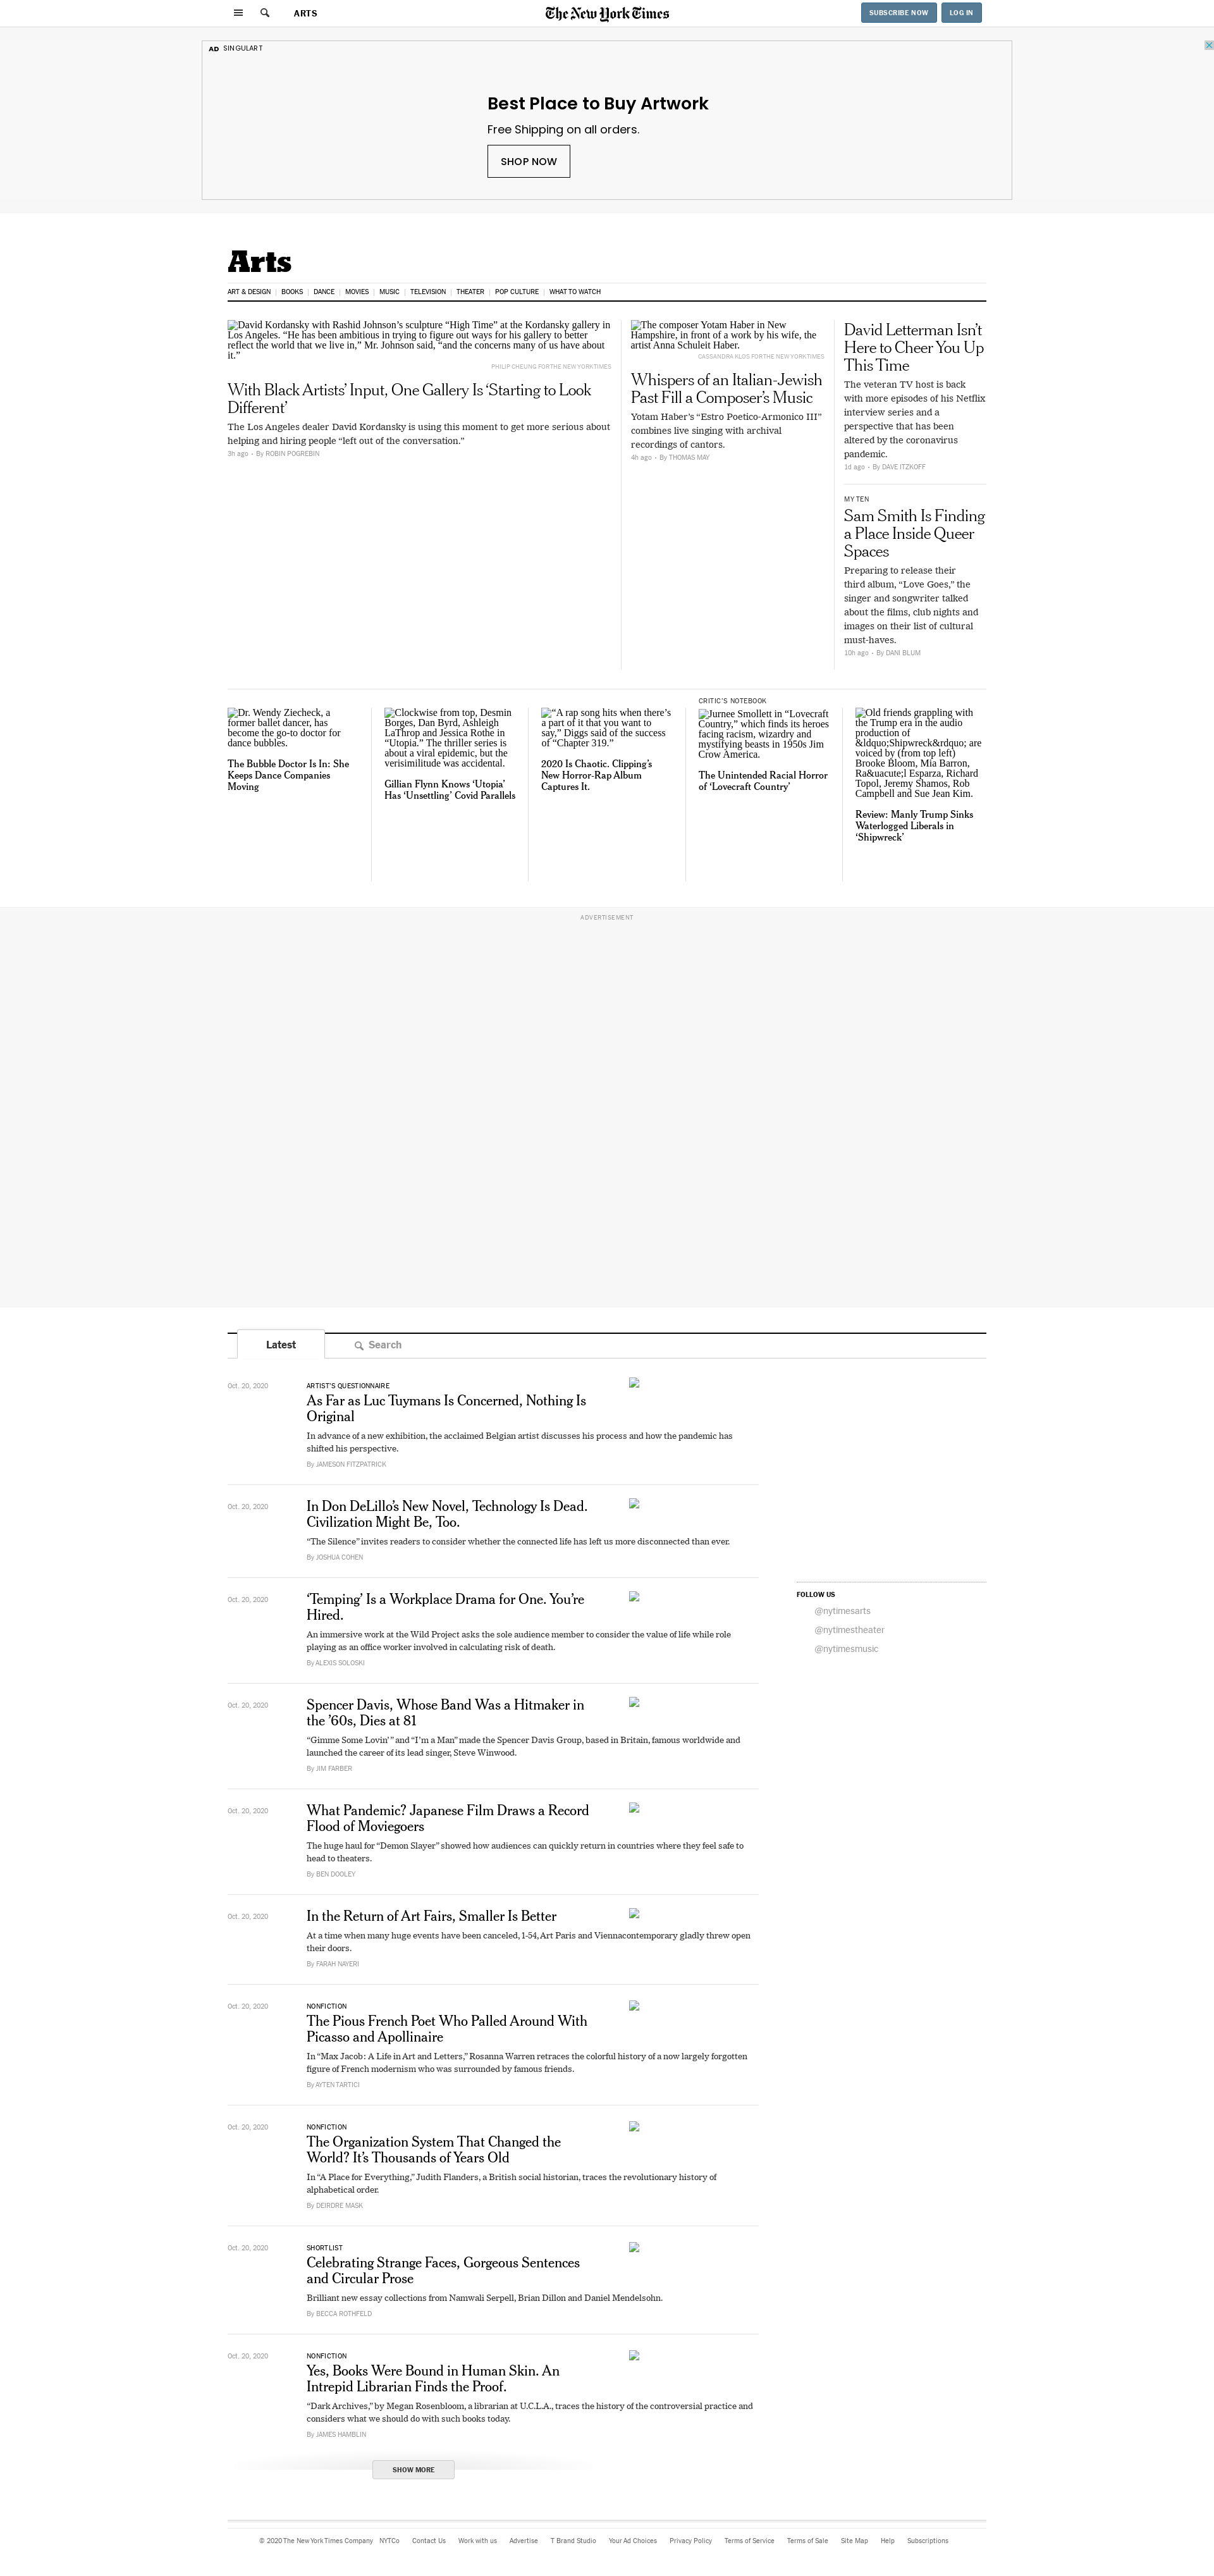 ARTS
The New York Times
SUBSCRIBE NOW
LOG IN
AD SINGULART
Best Place to Buy Artwork
Free Shipping on all orders.
SHOP NOW
Arts
ART & DESIGN
BOOKS
DANCE
MOVIES
MUSIC
TELEVISION
THEATER
POP CULTURE
WHAT TO WATCH
David Kordansky with Rashid Johnson's sculpture “High Time” at the Kordansky gallery in
Los Angeles. “He has been ambitious in trying to figure out ways for his gallery to better
reflect the world that we live in,” Mr. Johnson said, “and the concerns many of us have about
it.”
PHILIP CHEUNG FOR THE NEW YORK TIMES
With Black Artists’ Input, One Gallery Is ‘Starting to Look
Different’
The Los Angeles dealer David Kordansky is using this moment to get more serious about
helping and hiring people “left out of the conversation.”
3h ago • By ROBIN POGREBIN
The composer Yotam Haber in New
Hampshire, in front of a work by his wife, the
artist Anna Schuleit Haber.
CASSANDRA KLOS FOR THE NEW YORK TIMES
Whispers of an Italian-Jewish
Past Fill a Composer’s Music
Yotam Haber’s “Estro Poetico-Armonico III”
combines live singing with archival
recordings of cantors.
4h ago • By THOMAS MAY
David Letterman Isn’t
Here to Cheer You Up
This Time
The veteran TV host is back
with more episodes of his Netflix
interview series and a
perspective that has been
altered by the coronavirus
pandemic.
1d ago • By DAVE ITZKOFF
MY TEN
Sam Smith Is Finding
a Place Inside Queer
Spaces
Preparing to release their
third album, “Love Goes,” the
singer and songwriter talked
about the films, club nights and
images on their list of cultural
must-haves.
10h ago • By DANI BLUM
Dr. Wendy Ziecheck, a
former ballet dancer, has
become the go-to doctor for
dance bubbles.
The Bubble Doctor Is In: She
Keeps Dance Companies
Moving
Clockwise from top, Desmin
Borges, Dan Byrd, Ashleigh
LaThrop and Jessica Rothe in
“Utopia.” The thriller series is
about a viral epidemic, but the
verisimilitude was accidental.
Gillian Flynn Knows ‘Utopia’
Has ‘Unsettling’ Covid Parallels
“A rap song hits when there’s
a part of it that you want to
say,” Diggs said of the success
of “Chapter 319.”
2020 Is Chaotic. Clipping’s
New Horror-Rap Album
Captures It.
CRITIC’S NOTEBOOK
Jurnee Smollett in “Lovecraft
Country,” which finds its heroes
facing racism, wizardry and
mystifying beasts in 1950s Jim
Crow America.
The Unintended Racial Horror
of ‘Lovecraft Country’
Old friends grappling with
the Trump era in the audio
production of
&ldquo;Shipwreck&rdquo; are
voiced by (from top left)
Brooke Bloom, Mia Barron,
Ra&uacute;l Esparza, Richard
Topol, Jeremy Shamos, Rob
Campbell and Sue Jean Kim.
Review: Manly Trump Sinks
Waterlogged Liberals in
‘Shipwreck’
ADVERTISEMENT
Latest
Search
Oct. 20, 2020
ARTIST’S QUESTIONNAIRE
As Far as Luc Tuymans Is Concerned, Nothing Is
Original
In advance of a new exhibition, the acclaimed Belgian artist discusses his process and how the pandemic has
shifted his perspective.
By JAMESON FITZPATRICK
Oct. 20, 2020
In Don DeLillo’s New Novel, Technology Is Dead.
Civilization Might Be, Too.
“The Silence” invites readers to consider whether the connected life has left us more disconnected than ever.
By JOSHUA COHEN
Oct. 20, 2020
‘Temping’ Is a Workplace Drama for One. You’re
Hired.
An immersive work at the Wild Project asks the sole audience member to consider the value of life while role
playing as an office worker involved in calculating risk of death.
By ALEXIS SOLOSKI
FOLLOW US
@nytimesarts
@nytimestheater
@nytimesmusic
Oct. 20, 2020
Spencer Davis, Whose Band Was a Hitmaker in
the ’60s, Dies at 81
“Gimme Some Lovin’ ” and “I’m a Man” made the Spencer Davis Group, based in Britain, famous worldwide and
launched the career of its lead singer, Steve Winwood.
By JIM FARBER
Oct. 20, 2020
What Pandemic? Japanese Film Draws a Record
Flood of Moviegoers
The huge haul for “Demon Slayer” showed how audiences can quickly return in countries where they feel safe to
head to theaters.
By BEN DOOLEY
Oct. 20, 2020
In the Return of Art Fairs, Smaller Is Better
At a time when many huge events have been canceled, 1-54, Art Paris and Viennacontemporary gladly threw open
their doors.
By FARAH NAYERI
Oct. 20, 2020
NONFICTION
The Pious French Poet Who Palled Around With
Picasso and Apollinaire
In “Max Jacob: A Life in Art and Letters,” Rosanna Warren retraces the colorful history of a now largely forgotten
figure of French modernism who was surrounded by famous friends.
By AYTEN TARTICI
Oct. 20, 2020
NONFICTION
The Organization System That Changed the
World? It’s Thousands of Years Old
In “A Place for Everything,” Judith Flanders, a British social historian, traces the revolutionary history of
alphabetical order.
By DEIRDRE MASK
Oct. 20, 2020
SHORTLIST
Celebrating Strange Faces, Gorgeous Sentences
and Circular Prose
Brilliant new essay collections from Namwali Serpell, Brian Dillon and Daniel Mendelsohn.
By BECCA ROTHFELD
Oct. 20, 2020
NONFICTION
Yes, Books Were Bound in Human Skin. An
Intrepid Librarian Finds the Proof.
“Dark Archives,” by Megan Rosenbloom, a librarian at U.C.L.A., traces the history of the controversial practice and
considers what we should do with such books today.
By JAMES HAMBLIN
SHOW MORE
© 2020 The New York Times Company NYTCo Contact Us Work with us Advertise T Brand Studio Your Ad Choices Privacy Policy Terms of Service Terms of Sale Site Map Help Subscriptions